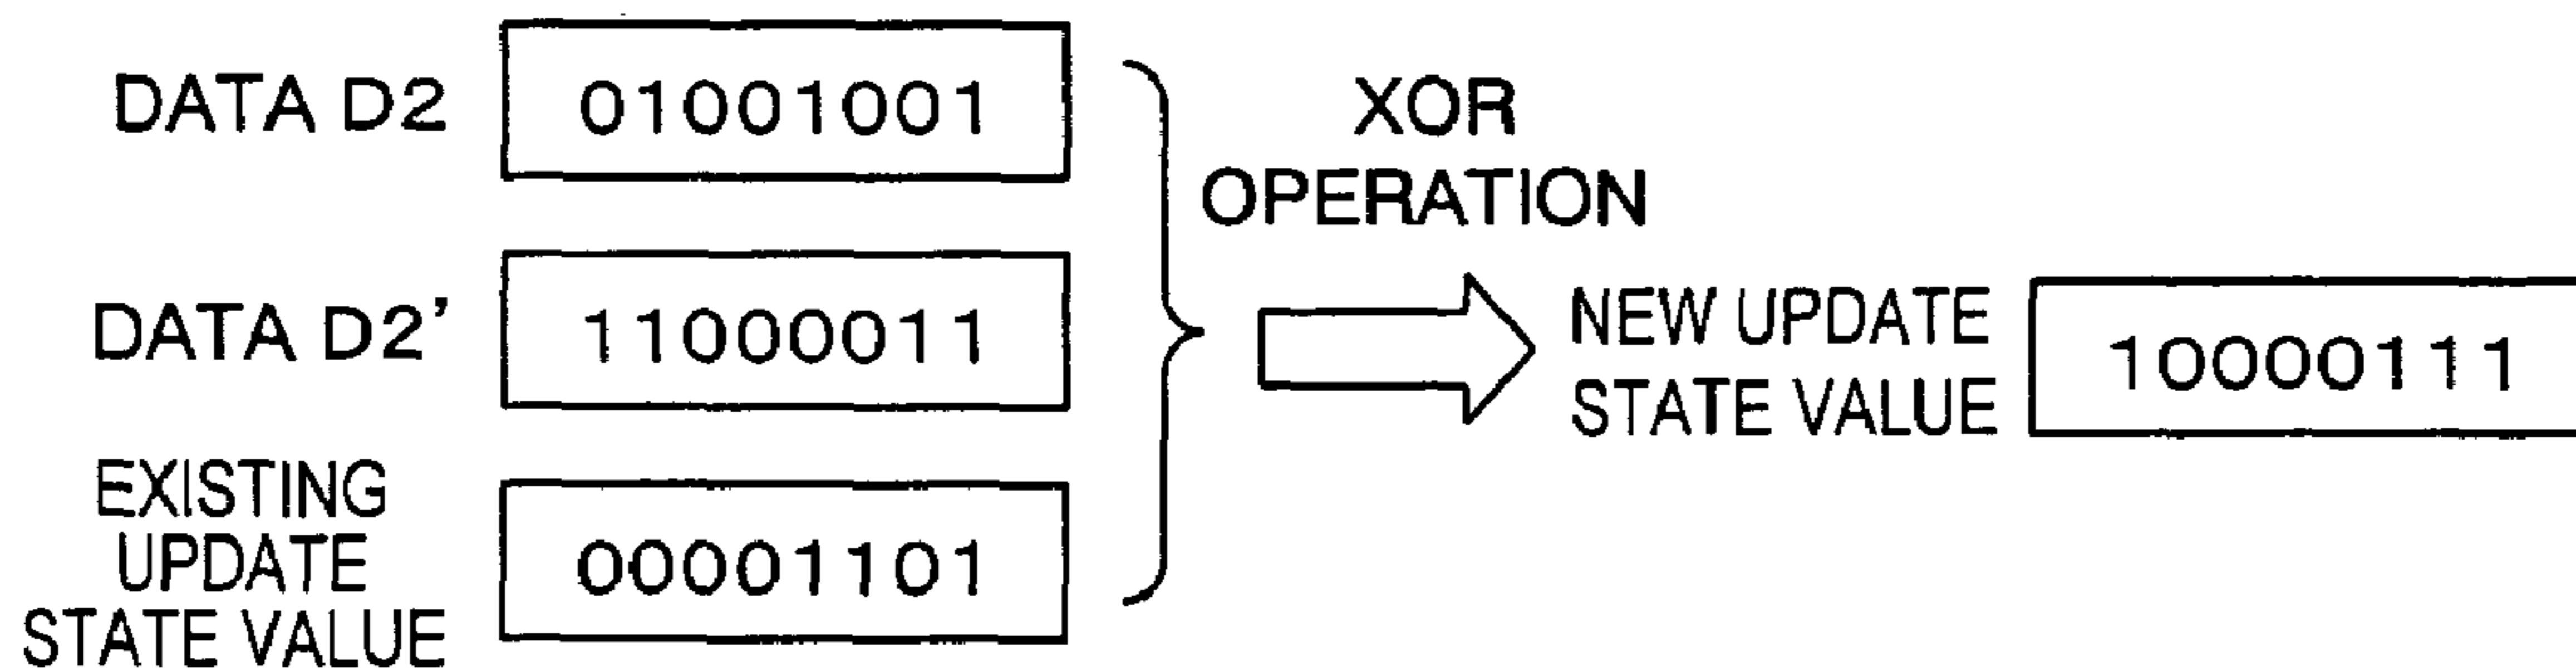 DATA D2
01001001
XOR
OPERATION
DATA D2'
11000011
NEW UPDATE
STATE VALUE
10000111
EXISTING
UPDATE
STATE VALUE
00001101